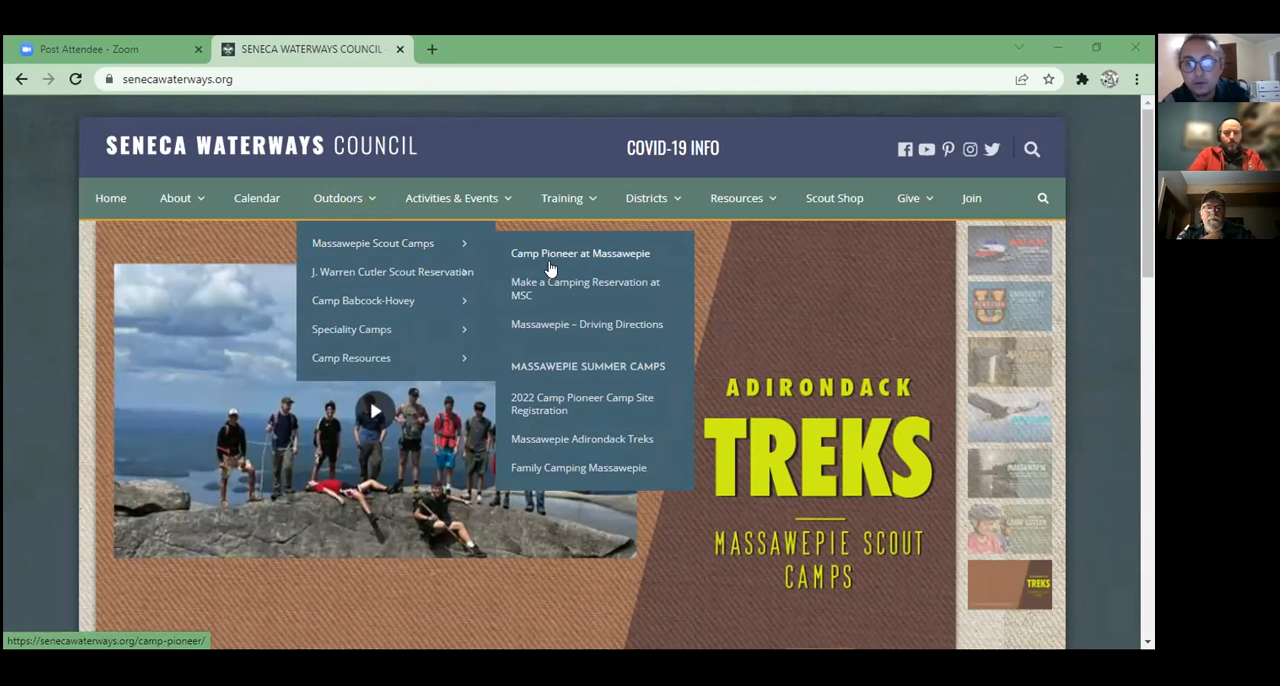 Post Attendee - Zoom
SENECA WATERWAYS COUNCIL
senecawaterways.org
SENECA WATERWAYS COUNCIL
COVID-19 INFO
Home
About
Calendar
Outdoors
Activities & Events
Training
Districts
Resources
Scout Shop
Give
Join
Massawepie Scout Camps
J. Warren Cutler Scout Reservation
Camp Babcock-Hovey
Speciality Camps
Camp Resources
Camp Pioneer at Massawepie
Make a Camping Reservation at
MSC
Massawepie – Driving Directions
MASSAWEPIE SUMMER CAMPS
2022 Camp Pioneer Camp Site
Registration
Massawepie Adirondack Treks
Family Camping Massawepie
ADIRONDACK
TREKS
MASSAWEPIE SCOUT
CAMPS
ADIRONDACK
TREKS
https://senecawaterways.org/camp-pioneer/